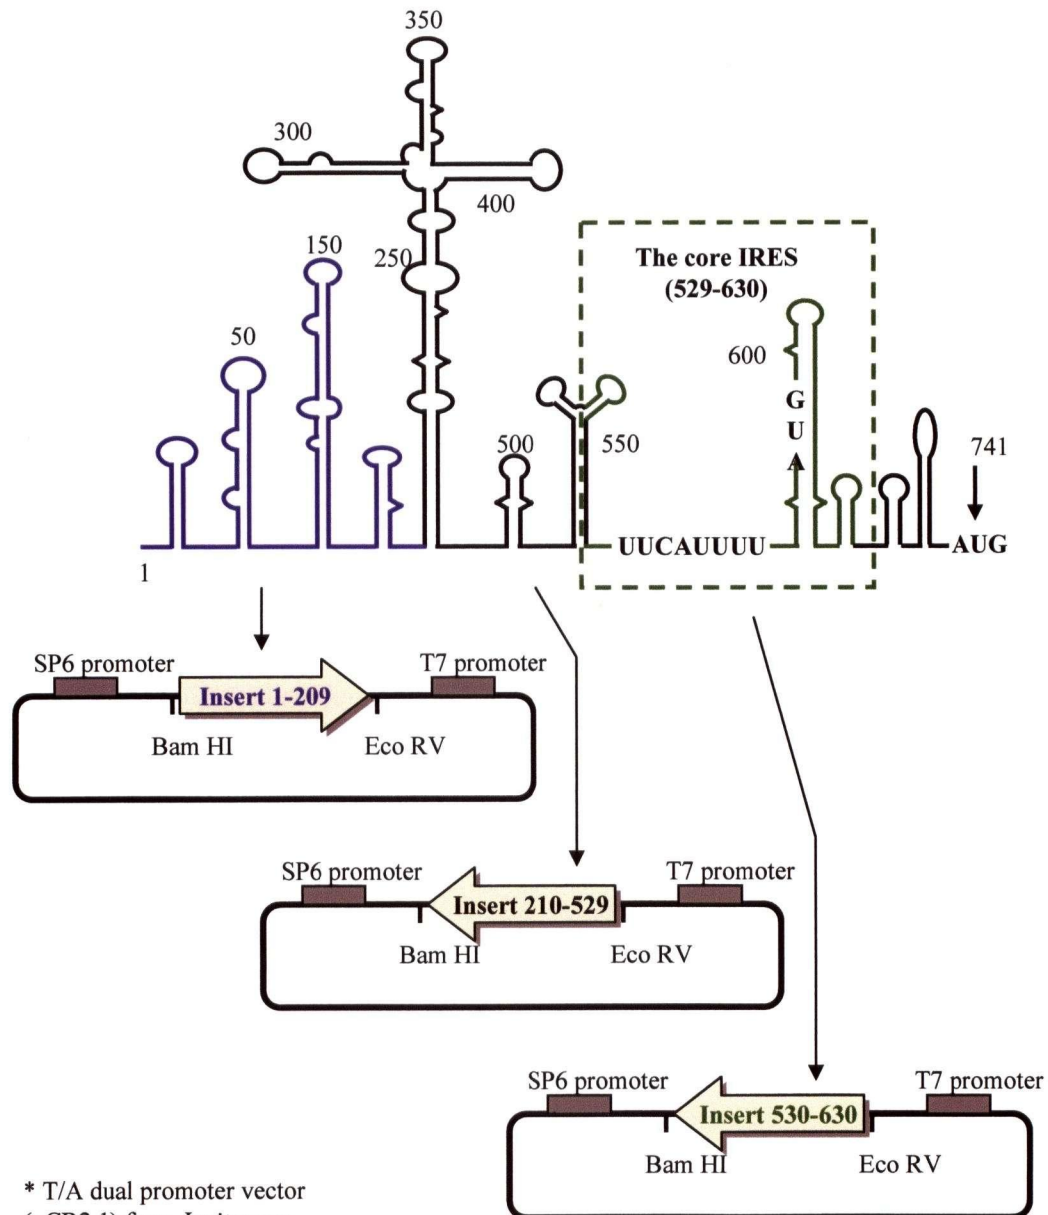 350
300
400
150
250
The core IRES
(529-630)
50
600
G
U
A
500
550
741
UUCAUUUU
AUG
1
SP6 promoter
T7 promoter
Insert 1-209
Bam HI
Eco RV
SP6 promoter
T7 promoter
Insert 210-529
Bam HI
Eco RV
SP6 promoter
T7 promoter
Insert 530-630
Bam HI
Eco RV
* T/A dual promoter vector